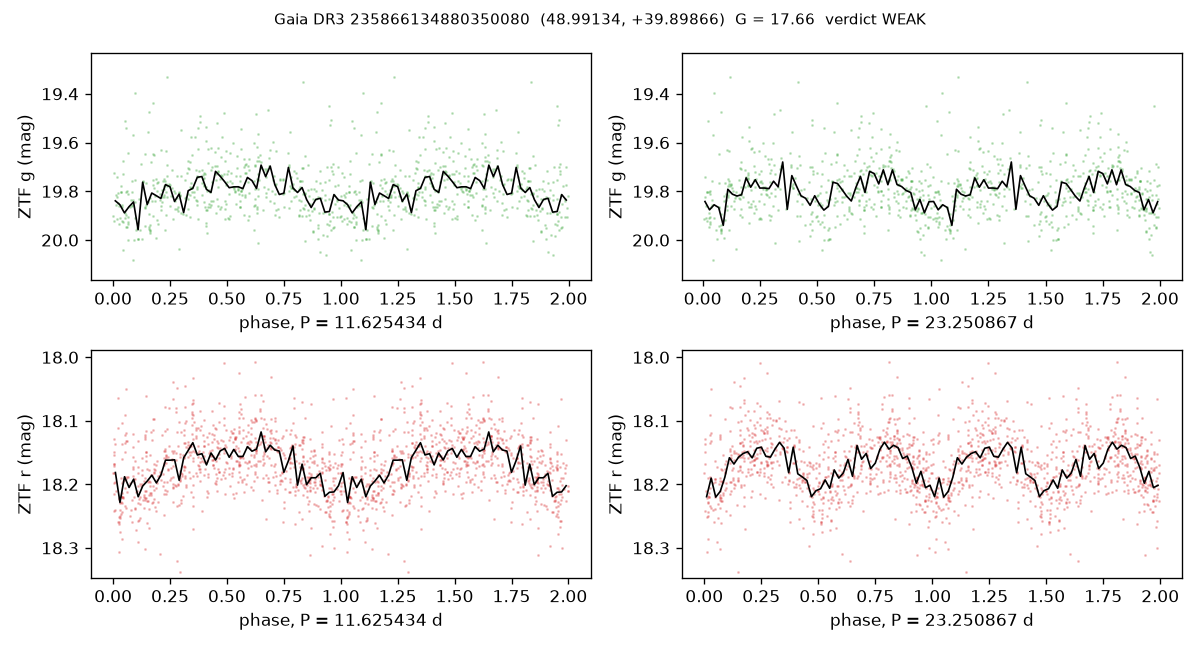 Gaia DR3 235866134880350080  (48.99134, +39.89866)  G = 17.66  verdict WEAK
ZTF g (mag)
19.4
19.6
19.8
20.0
0.00 0.25 0.50 0.75 1.00 1.25 1.50 1.75 2.00
phase, P = 11.625434 d
ZTF g (mag)
19.4
19.6
19.8
20.0
0.00 0.25 0.50 0.75 1.00 1.25 1.50 1.75 2.00
phase, P = 23.250867 d
ZTF r (mag)
18.0
18.1
18.2
18.3
0.00 0.25 0.50 0.75 1.00 1.25 1.50 1.75 2.00
phase, P = 11.625434 d
ZTF r (mag)
18.0
18.1
18.2
18.3
0.00 0.25 0.50 0.75 1.00 1.25 1.50 1.75 2.00
phase, P = 23.250867 d